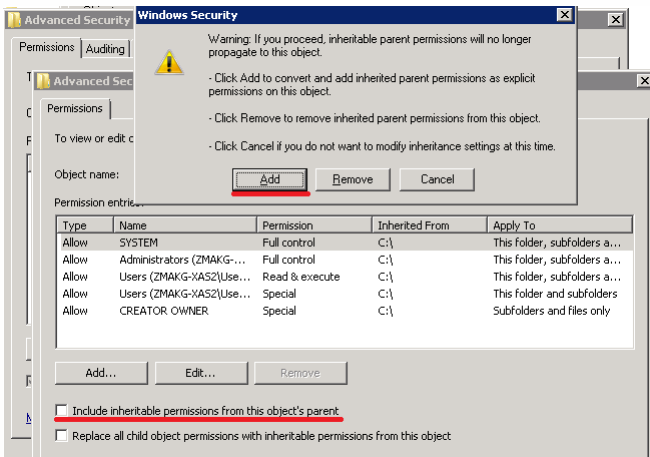 Advanced Security
Windows Security
Permissions
Auditing
Warning: If you proceed, inheritable parent permissions will no longer
propagate to this object.
- Click Add to convert and add inherited parent permissions as explicit
permissions on this object.
- Click Remove to remove inherited parent permissions from this object.
- Click Cancel if you do not want to modify inheritance settings at this time.
Add
Remove
Cancel
Advanced Sec
Permissions
To view or edit
Object name:
Permission entries:
Type Name Permission Inherited From Apply To
Allow SYSTEM Full control C:\ This folder, subfolders a...
Allow Administrators (ZMAKG-... Full control C:\ This folder, subfolders a...
Allow Users (ZMAKG-XAS2\Use... Read & execute C:\ This folder, subfolders a...
Allow Users (ZMAKG-XAS2\Use... Special C:\ This folder and subfolders
Allow CREATOR OWNER Special C:\ Subfolders and files only
Add... Edit... Remove
Include inheritable permissions from this object's parent
Replace all child object permissions with inheritable permissions from this object